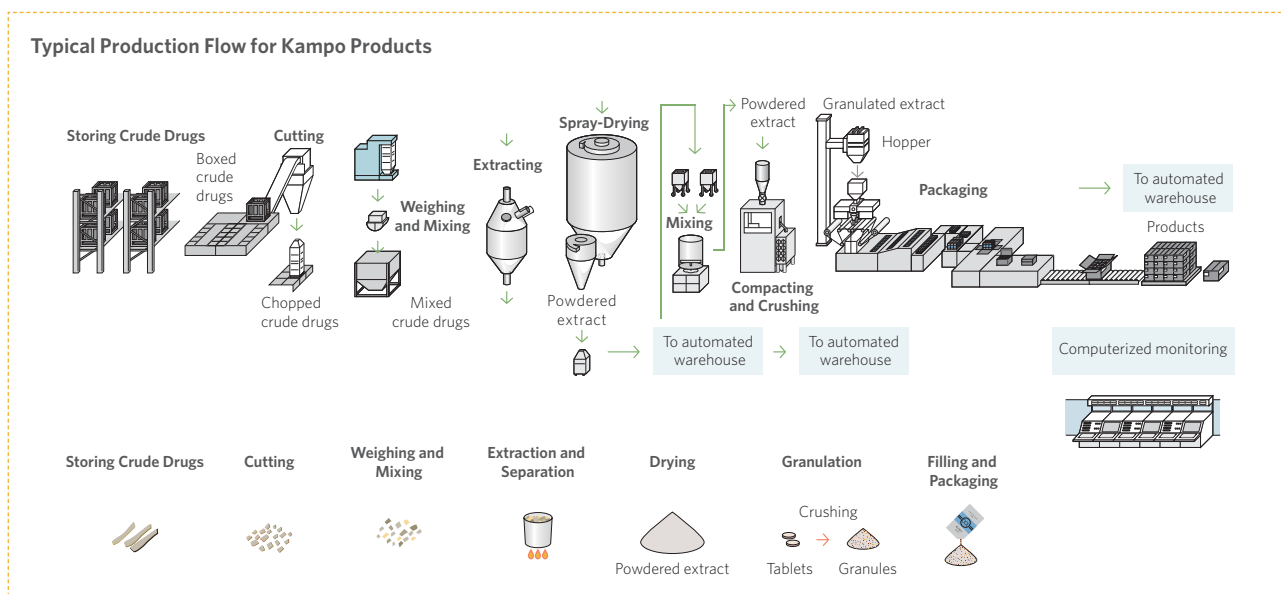 Typical Production Flow for Kampo Products
Storing Crude Drugs
Boxed
crude
drugs
Cutting
Chopped
crude drugs
Weighing
and Mixing
Mixed
crude drugs
Extracting
Spray-Drying
Powdered
extract
To automated
warehouse
To automated
warehouse
Mixing
Powdered
extract
Compacting
and Crushing
Granulated extract
Hopper
Packaging
To automated
warehouse
Products
Computerized monitoring
Storing Crude Drugs
Cutting
Weighing and
Mixing
Extraction and
Separation
Drying
Powdered extract
Granulation
Crushing
Tablets
Granules
Filling and
Packaging